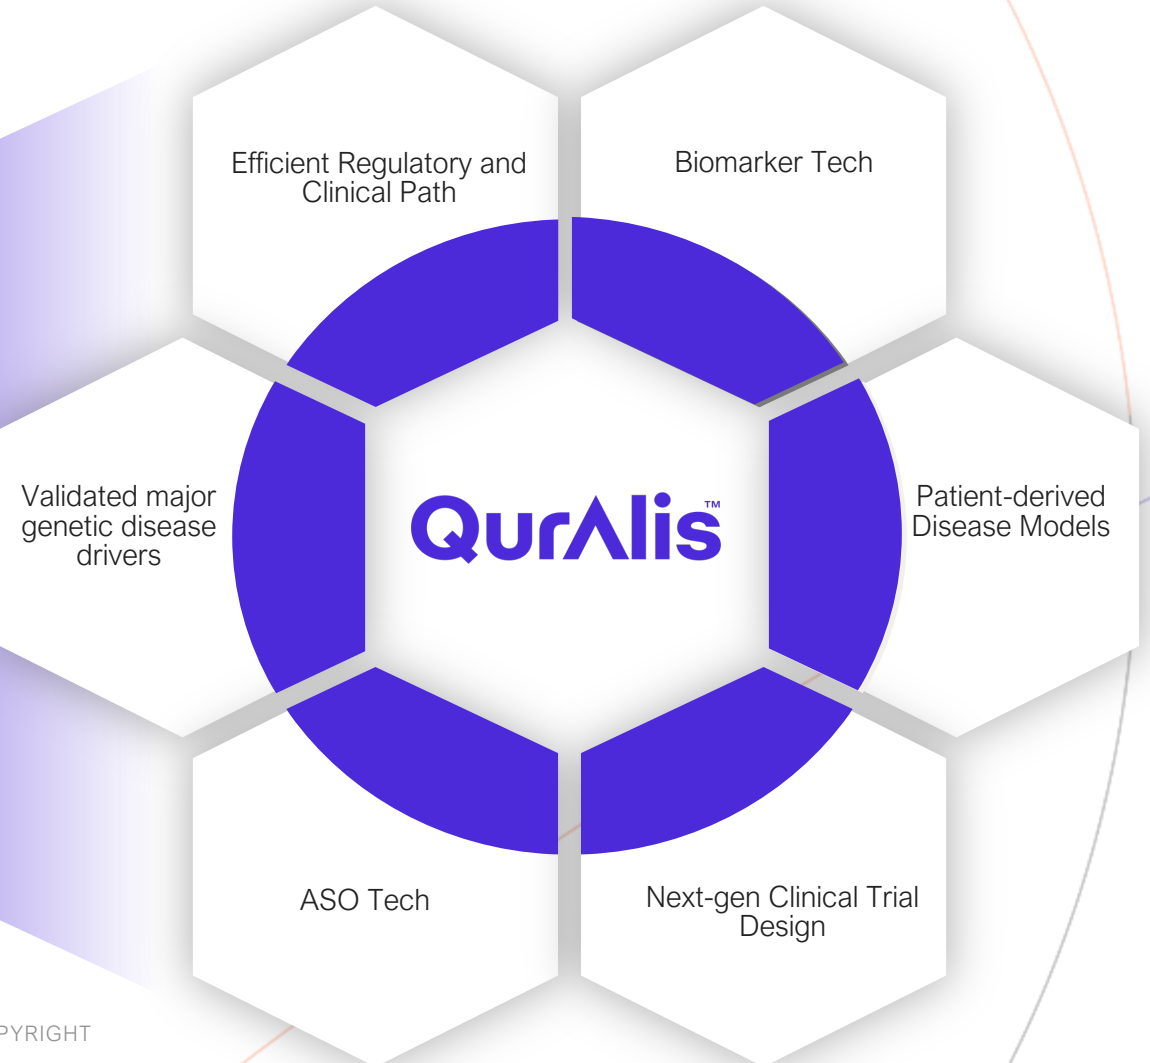 Efficient Regulatory and
Clinical Path
Biomarker Tech
Validated major
genetic disease
drivers
QurAlis™
Patient-derived
Disease Models
ASO Tech
Next-gen Clinical Trial
Design
PYRIGHT